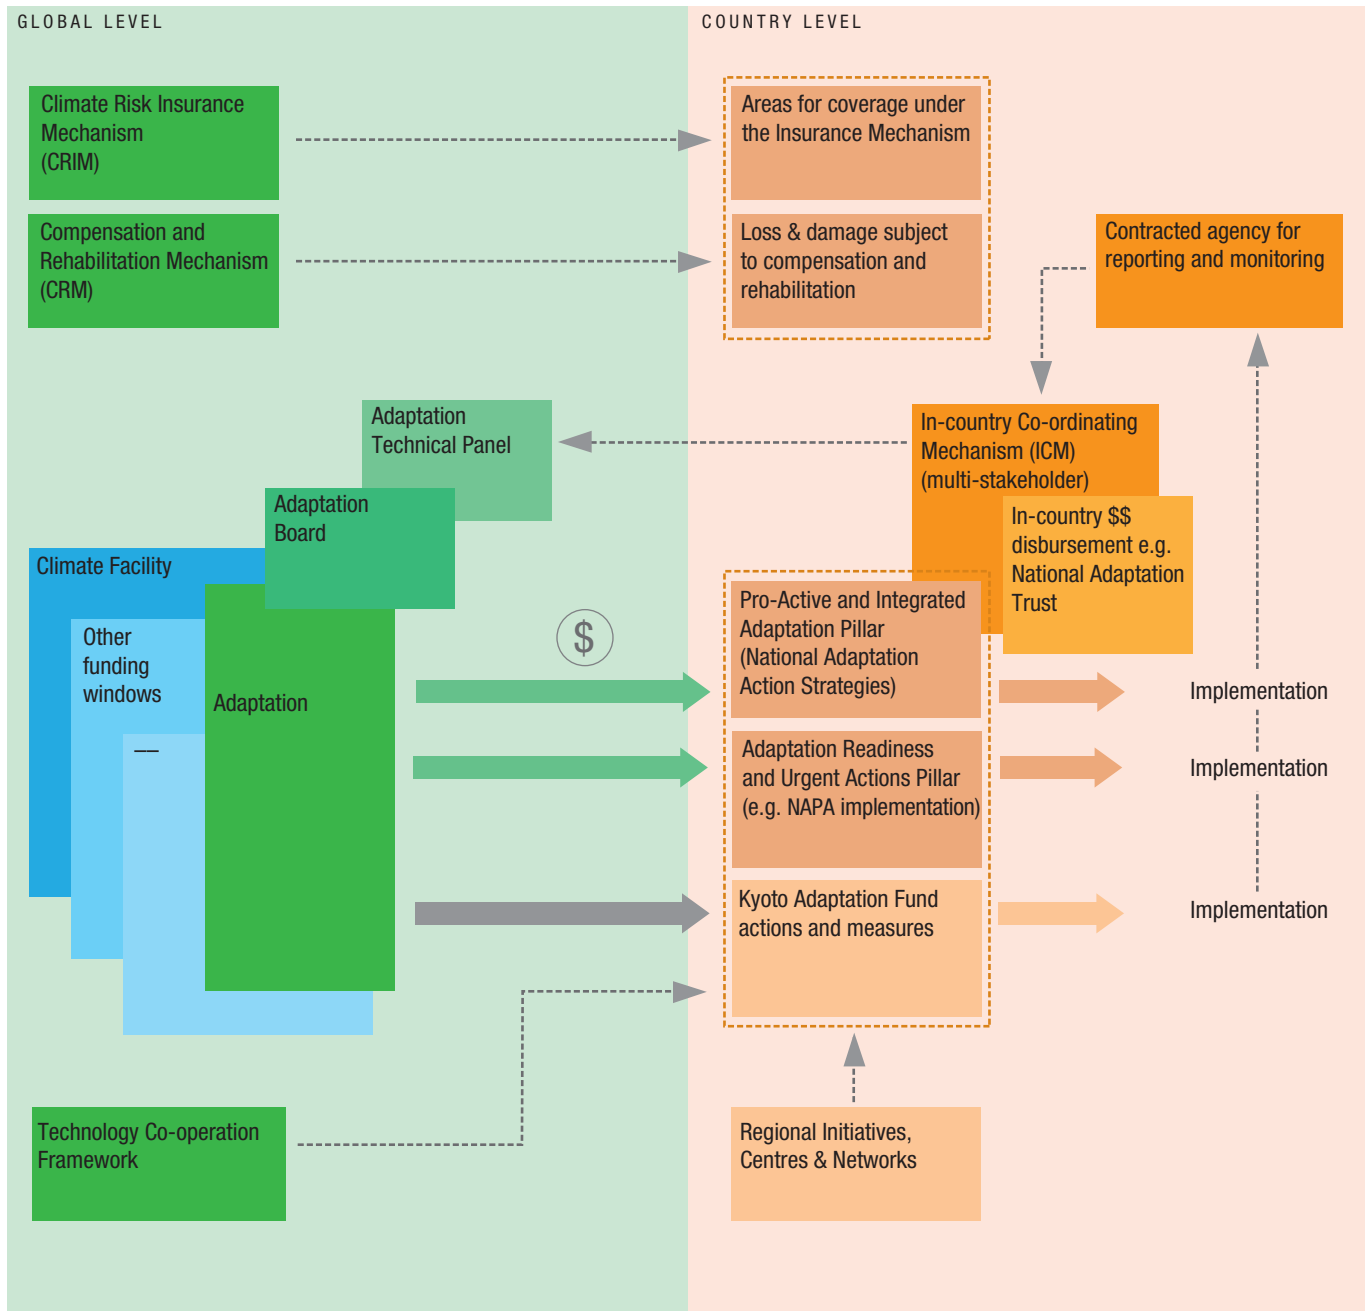 GLOBAL LEVEL
COUNTRY LEVEL
Climate Risk Insurance
Mechanism
(CRIM)
Areas for coverage under
the Insurance Mechanism
Compensation and
Rehabilitation Mechanism
(CRM)
Loss & damage subject
to compensation and
rehabilitation
Contracted agency for
reporting and monitoring
Adaptation
Technical Panel
In-country Co-ordinating
Mechanism (ICM)
(multi-stakeholder)
Adaptation
Board
In-country $$
disbursement e.g.
National Adaptation
Trust
Climate Facility
Other
funding
windows
—
Adaptation
$
Pro-Active and Integrated
Adaptation Pillar
(National Adaptation
Action Strategies)
Implementation
Adaptation Readiness
and Urgent Actions Pillar
(e.g. NAPA implementation)
Implementation
Kyoto Adaptation Fund
actions and measures
Implementation
Technology Co-operation
Framework
Regional Initiatives,
Centres & Networks